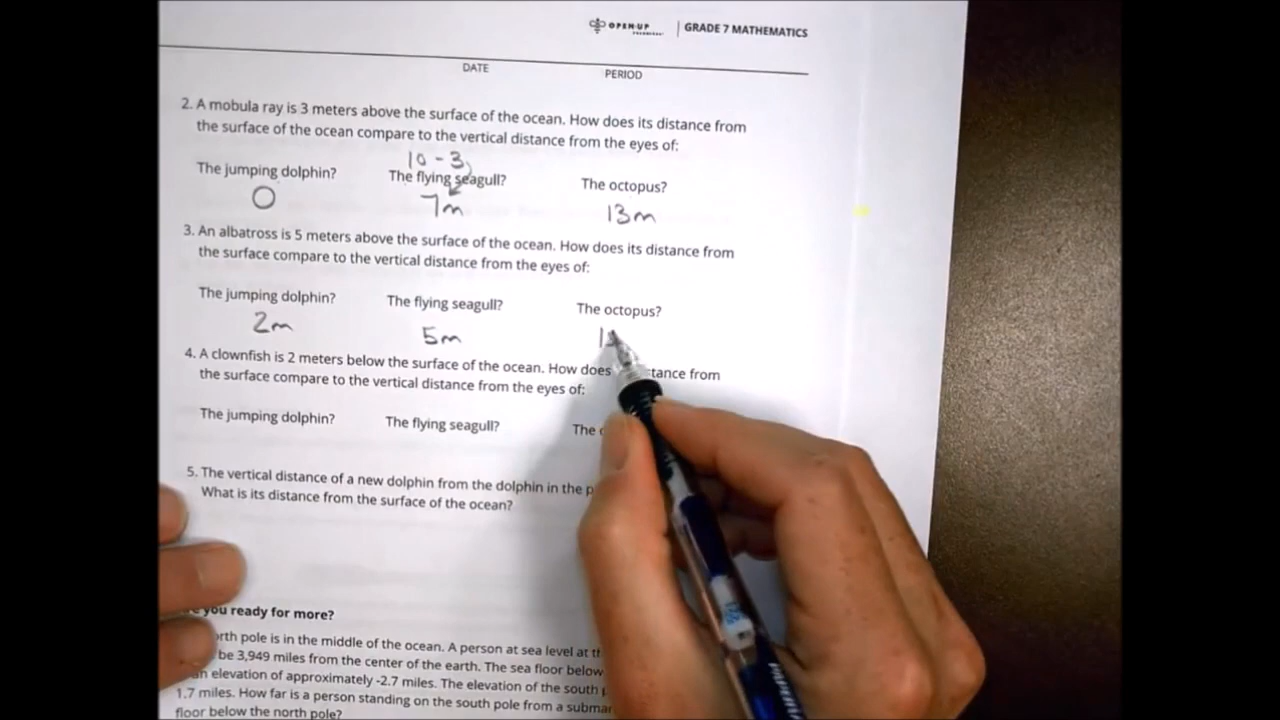 OPEN-UP | GRADE 7 MATHEMATICS
DATE PERIOD
2. A mobula ray is 3 meters above the surface of the ocean. How does its distance from
the surface of the ocean compare to the vertical distance from the eyes of:
10 - 3
The jumping dolphin? The flying seagull? The octopus?
0 7m 13m
3. An albatross is 5 meters above the surface of the ocean. How does its distance from
the surface compare to the vertical distance from the eyes of:
The jumping dolphin? The flying seagull? The octopus?
2m 5m
4. A clownfish is 2 meters below the surface of the ocean. How does stance from
the surface compare to the vertical distance from the eyes of:
The jumping dolphin? The flying seagull? The
5. The vertical distance of a new dolphin from the dolphin in the p
What is its distance from the surface of the ocean?
you ready for more?
rth pole is in the middle of the ocean. A person at sea level at th
be 3,949 miles from the center of the earth. The sea floor below
an elevation of approximately -2.7 miles. The elevation of the south
1.7 miles. How far is a person standing on the south pole from a submar
floor below the north pole?